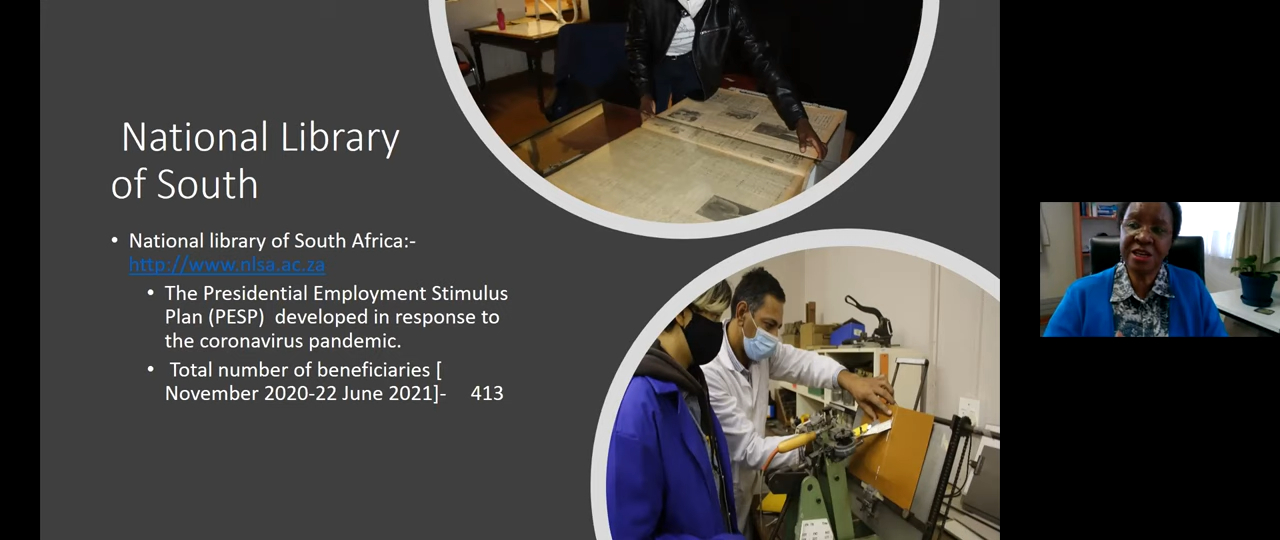 National Library
of South
• National library of South Africa:-
http://www.nlsa.ac.za
• The Presidential Employment Stimulus
Plan (PESP) developed in response to
the coronavirus pandemic.
• Total number of beneficiaries [
November 2020-22 June 2021]- 413